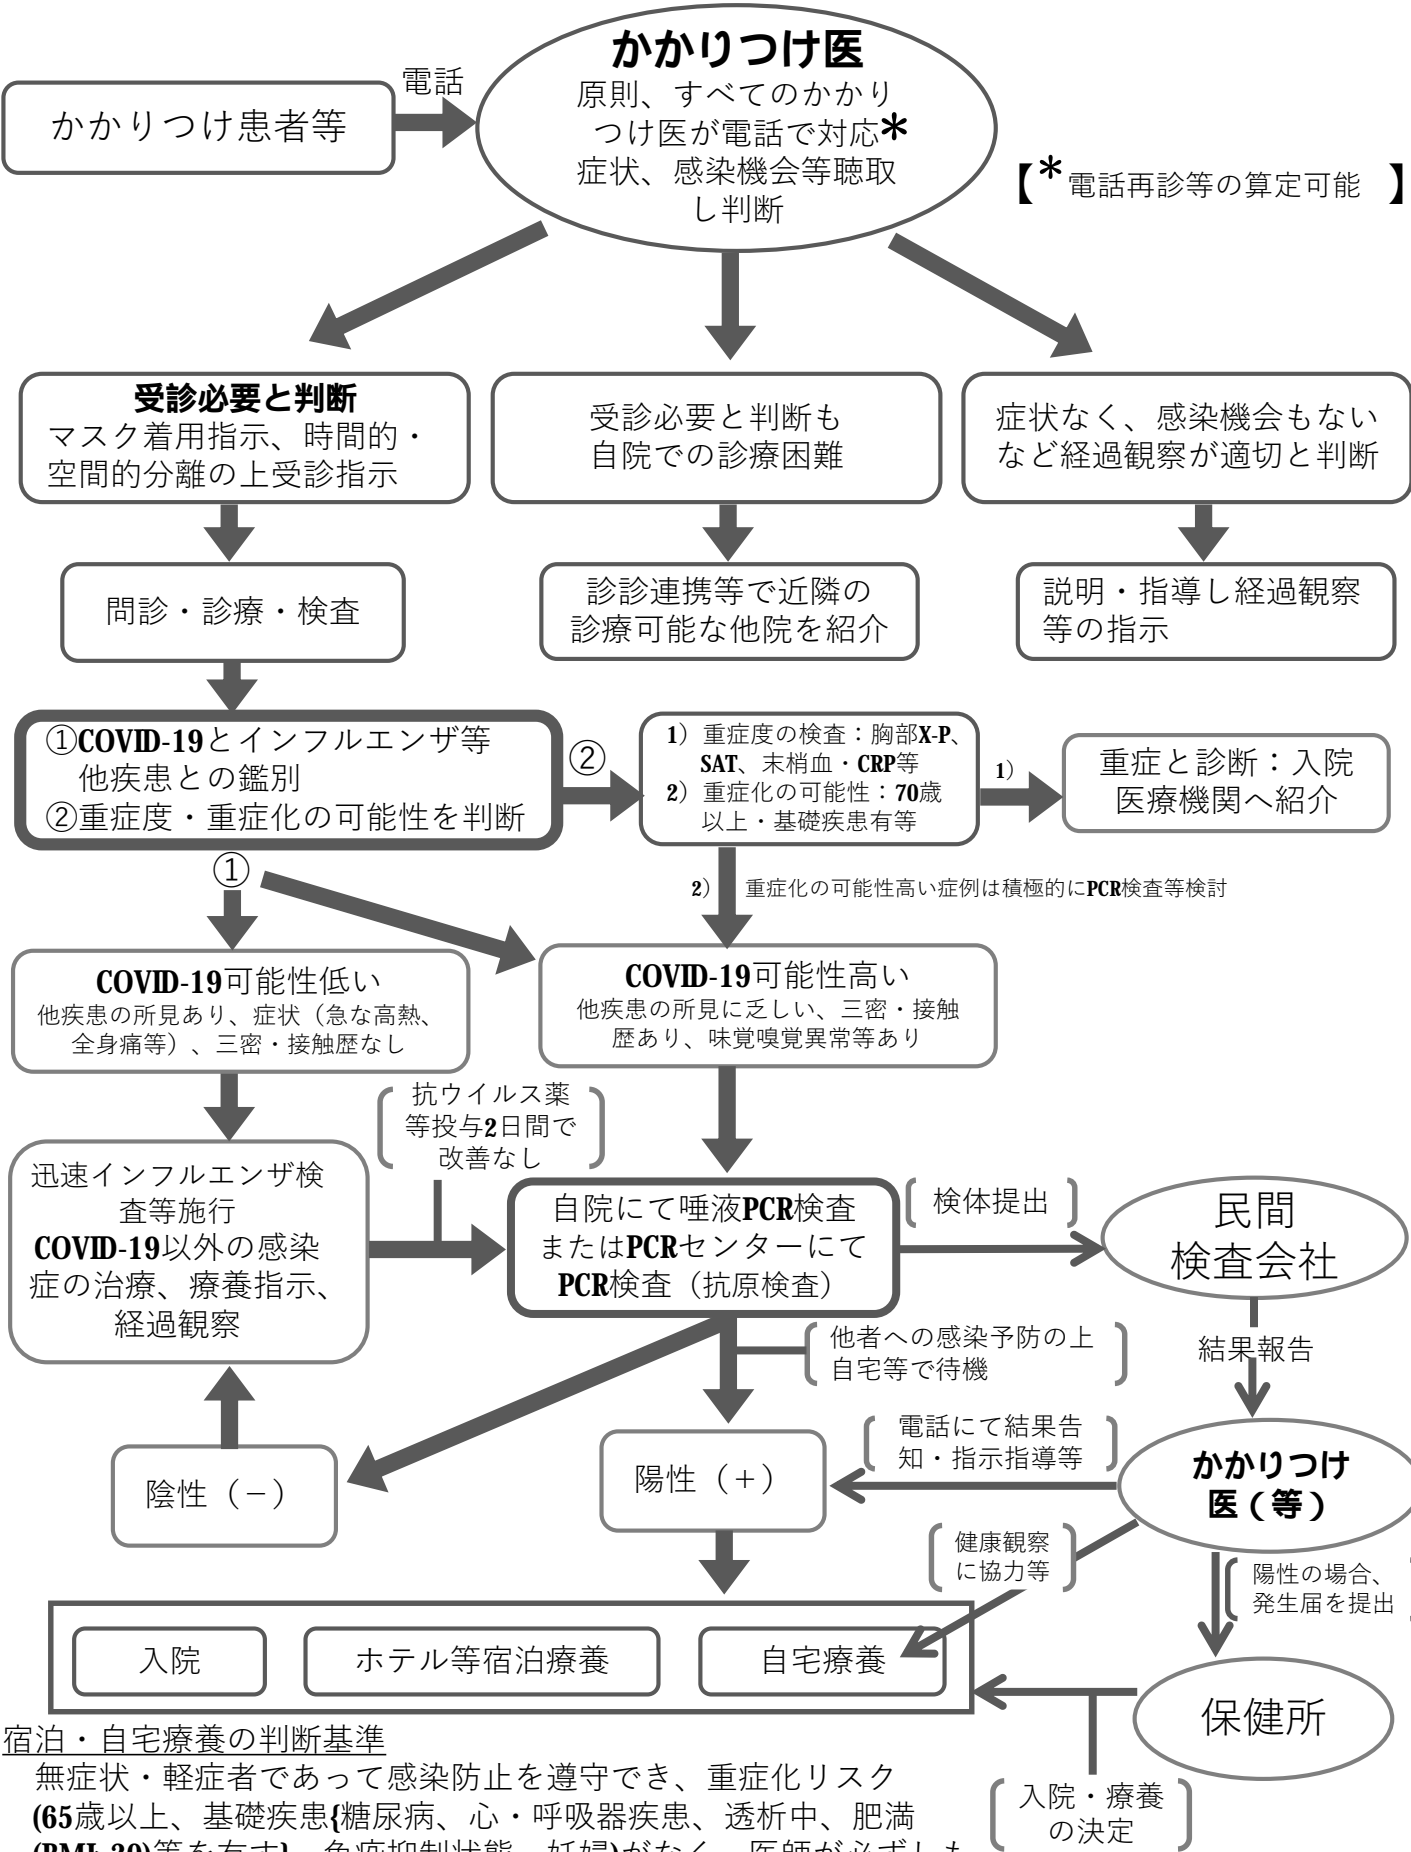 かかりつけ医
原則、すべてのかかり
つけ医が電話で対応*
症状、感染機会等聴取
し判断
電話
かかりつけ患者等
【*電話再診等の算定可能 】
受診必要と判断
マスク着用指示、時間的・
空間的分離の上受診指示
受診必要と判断も
自院での診療困難
症状なく、感染機会もない
など経過観察が適切と判断
問診・診療・検査
診診連携等で近隣の
診療可能な他院を紹介
説明・指導し経過観察
等の指示
①COVID-19とインフルエンザ等
他疾患との鑑別
②重症度・重症化の可能性を判断
②
1）重症度の検査：胸部X-P、
SAT、末梢血・CRP等
2）重症化の可能性：70歳
以上・基礎疾患有等
1）
重症と診断：入院
医療機関へ紹介
①
2） 重症化の可能性高い症例は積極的にPCR検査等検討
COVID-19可能性低い
他疾患の所見あり、症状（急な高熱、
全身痛等）、三密・接触歴なし
COVID-19可能性高い
他疾患の所見に乏しい、三密・接触
歴あり、味覚嗅覚異常等あり
抗ウイルス薬
等投与2日間で
改善なし
迅速インフルエンザ検
査等施行
COVID-19以外の感染
症の治療、療養指示、
経過観察
自院にて唾液PCR検査
またはPCRセンターにて
PCR検査（抗原検査）
検体提出
民間
検査会社
他者への感染予防の上
自宅等で待機
結果報告
電話にて結果告
知・指示指導等
かかりつけ
医（等）
陰性（－）
陽性（+）
健康観察
に協力等
陽性の場合、
発生届を提出
入院
ホテル等宿泊療養
自宅療養
保健所
入院・療養
の決定
宿泊・自宅療養の判断基準
無症状・軽症者であって感染防止を遵守でき、重症化リスク
(65歳以上、基礎疾患{糖尿病、心・呼吸器疾患、透析中、肥満